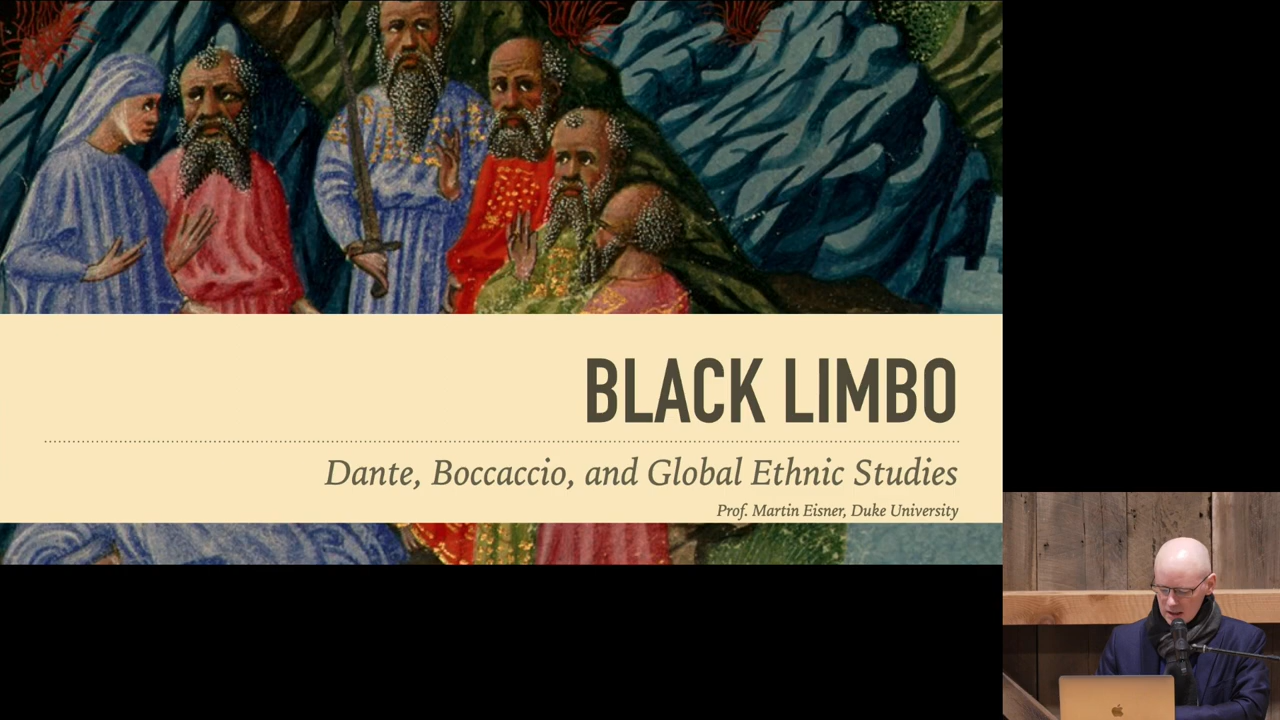 BLACK LIMBO
Dante, Boccaccio, and Global Ethnic Studies
Prof. Martin Eisner, Duke University